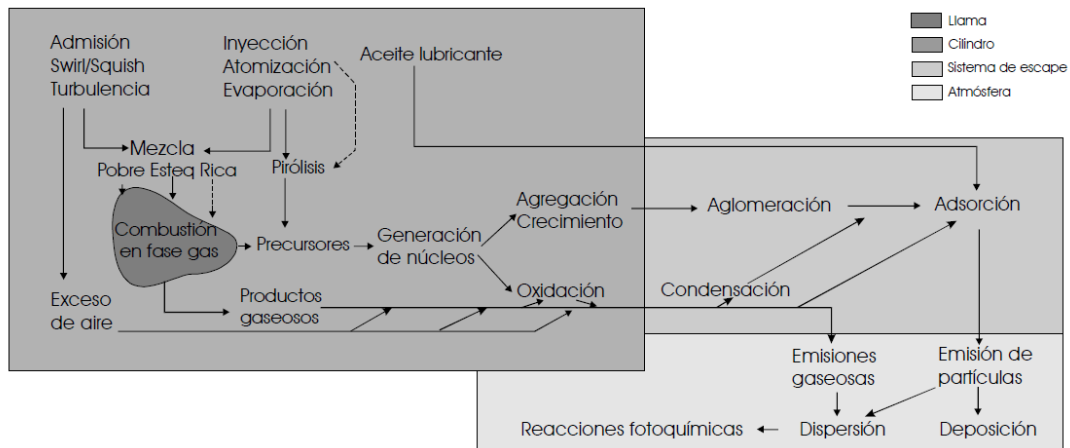 Admisión
Swirl/Squish
Turbulencia
Inyección
Atomización
Evaporación
Aceite lubricante
Llama
Cilíndro
Sistema de escape
Atmósfera
Mezcla
Pobre Esteq Rica
Pirólisis
Combustión
en fase gas
Precursores
Generación
de núcleos
Agregación
Crecimiento
Aglomeración
Adsorción
Exceso
de aire
Productos
gaseosos
Oxidación
Condensación
Emisiones
gaseosas
Emisión de
partículas
Reacciones fotoquímicas
Dispersión
Deposición